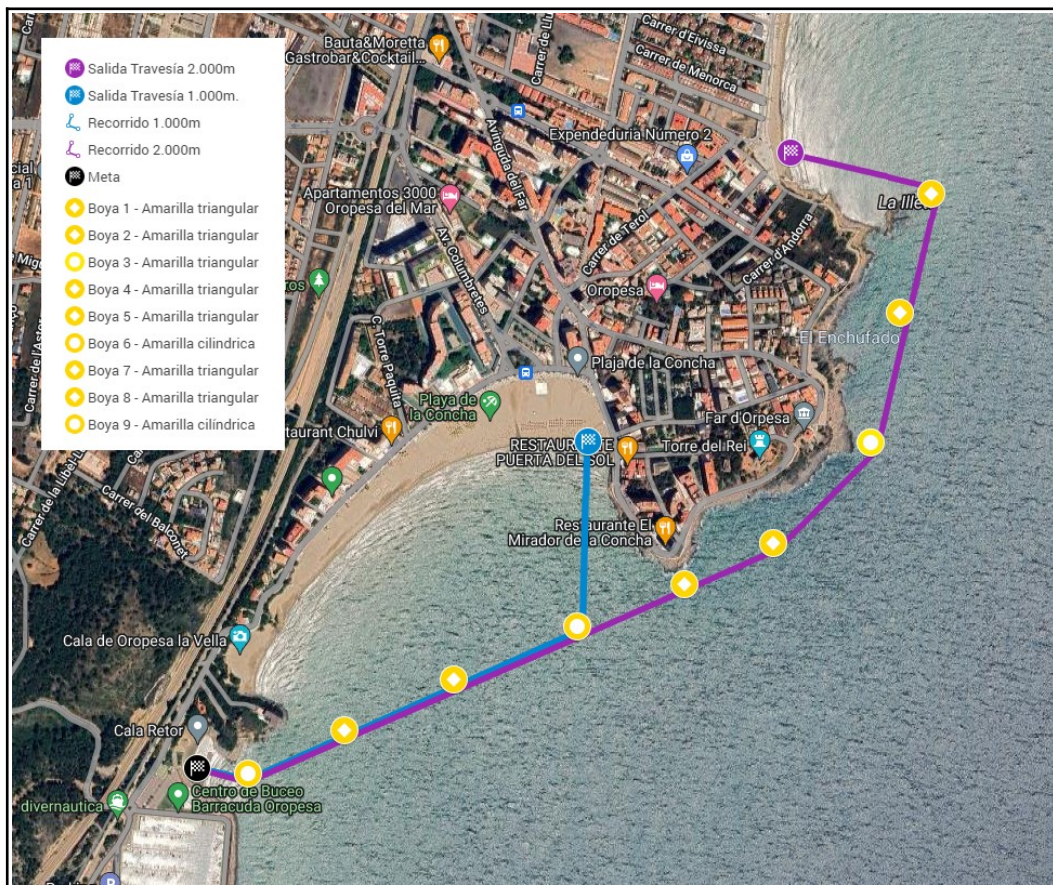 Salida Travesía 2.000m
Salida Travesía 1.000m.
Recorrido 1.000m
Recorrido 2.000m
Meta
Boya 1 - Amarilla triangular
Boya 2 - Amarilla triangular
Boya 3 - Amarilla triangular
Boya 4 - Amarilla triangular
Boya 5 - Amarilla triangular
Boya 6 - Amarilla cilindrica
Boya 7 - Amarilla triangular
Boya 8 - Amarilla triangular
Boya 9 - Amarilla cilíndrica
Bauta&Moretta
Gastrobar&Cocktail...
Carrer d'Eivissa
Carrer de Menorca
Avinguda del Far
Expendeduria Número 2
Apartamentos 3000
Oropesa del Mar
Av. Columbretes
Carrer de Terol
Carrer d'Andorra
Oropesa
El Enchufado
C. Torre Paquita
Plaja de la Concha
Playa de
la Concha
Far d'Orpesa
Torre del Rei
RESTAURANTE
PUERTA DEL SOL
Restaurante El
Mirador de la Concha
Carrer del Balconet
Cala de Oropesa la Vella
Cala Retor
Centro de Buceo
Barracuda Oropesa
divernautica